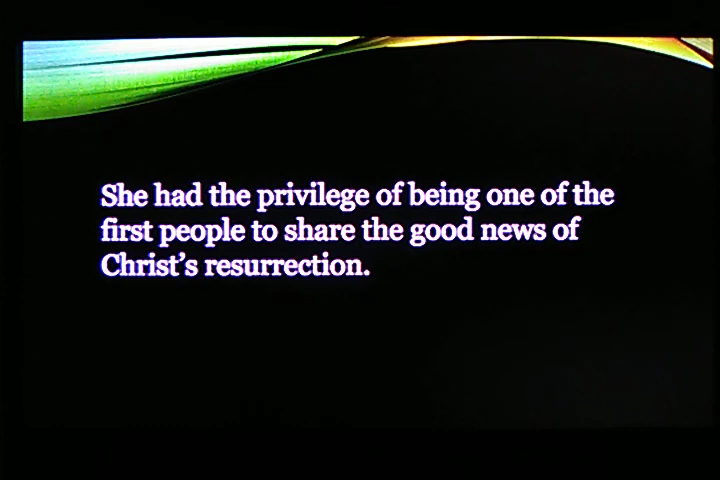 She had the privilege of being one of the
first people to share the good news of
Christ's resurrection.